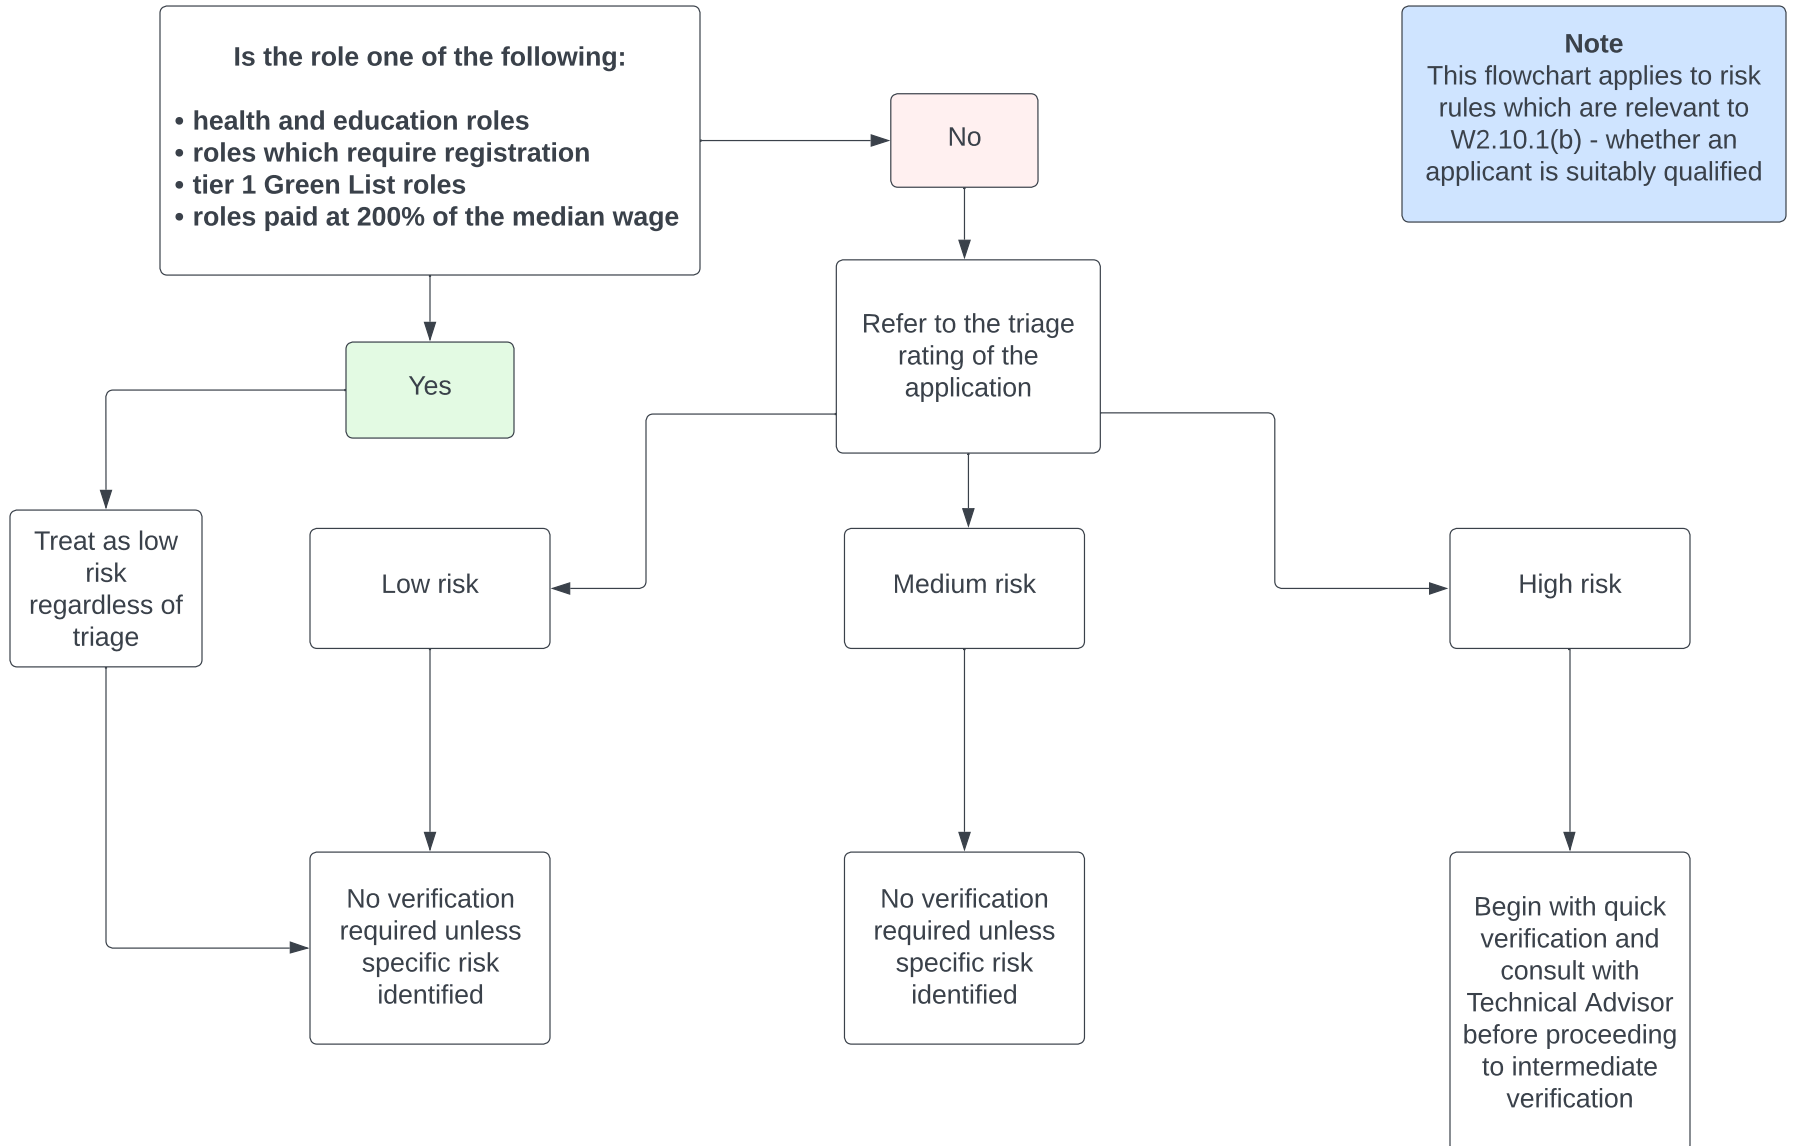 Is the role one of the following:
• health and education roles
• roles which require registration
• tier 1 Green List roles
• roles paid at 200% of the median wage
No
Note
This flowchart applies to risk
rules which are relevant to
W2.10.1(b) - whether an
applicant is suitably qualified
Yes
Refer to the triage
rating of the
application
Treat as low
risk
regardless of
triage
Low risk
Medium risk
High risk
No verification
required unless
specific risk
identified
No verification
required unless
specific risk
identified
Begin with quick
verification and
consult with
Technical Advisor
before proceeding
to intermediate
verification